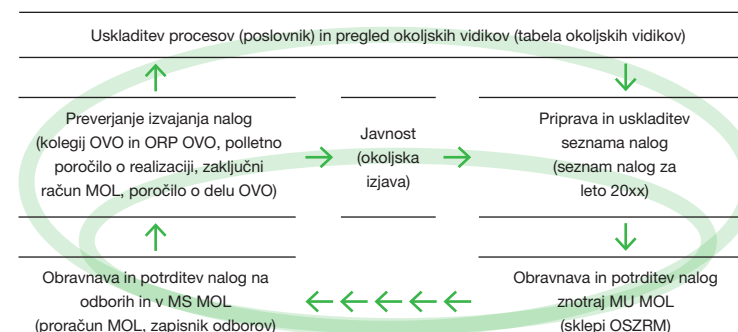 Uskladitev procesov (poslovnik) in pregled okoljskih vidikov (tabela okoljskih vidikov)
Preverjanje izvajanja nalog
(kolegij OVO in ORP OVO, polletno
poročilo o realizaciji, zaključni
račun MOL, poročilo o delu OVO)
Javnost
(okoljska
izjava)
Priprava in uskladitev
seznama nalog
(seznam nalog za
leto 20xx)
Obravnava in potrditev nalog na
odborih in v MS MOL
(proračun MOL, zapisnik odborov)
Obravnava in potrditev nalog
znotraj MU MOL
(sklepi OSZRM)